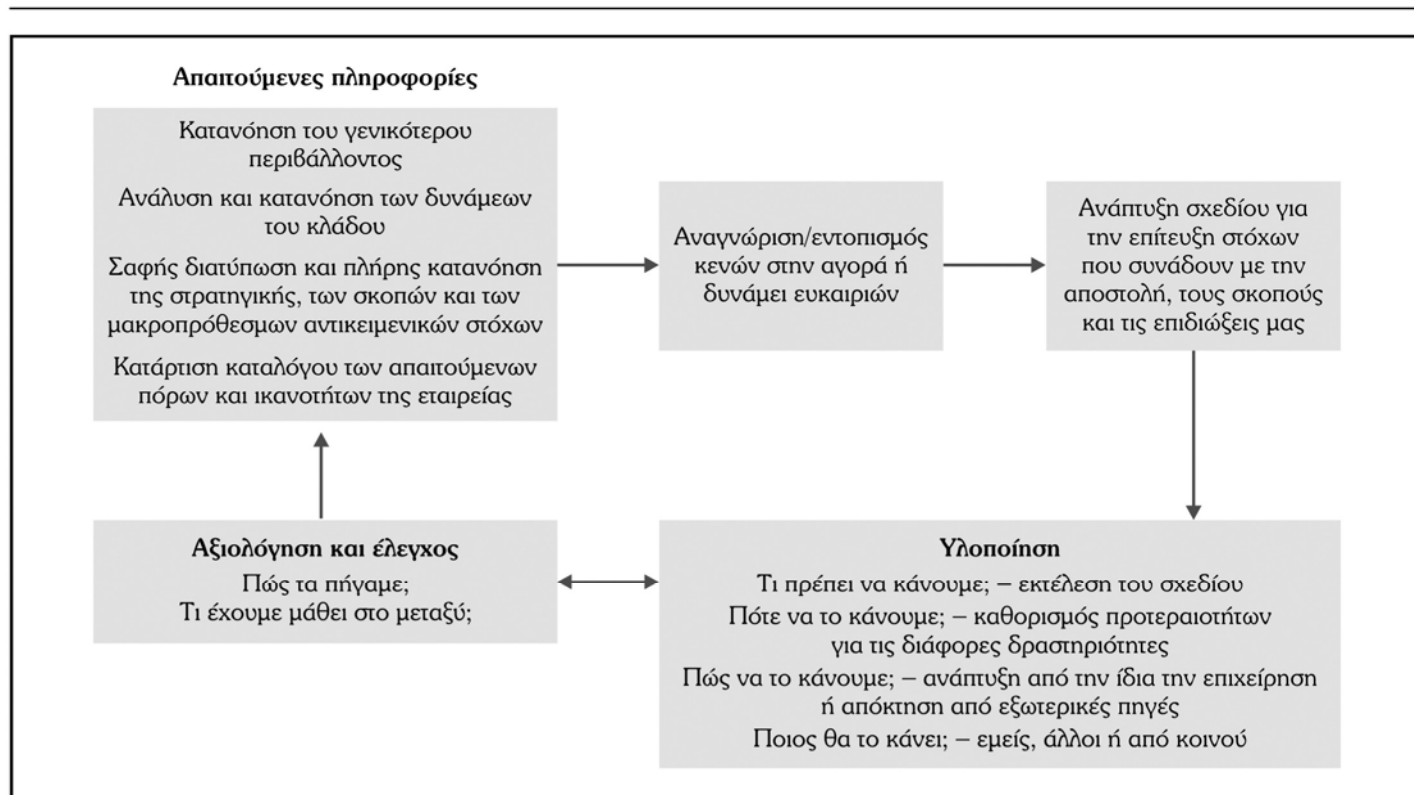 Απαιτούμενες πληροφορίες
Κατανόηση του γενικότερου
περιβάλλοντος
Ανάλυση και κατανόηση των δυνάμεων
του κλάδου
Σαφής διατύπωση και πλήρης κατανόηση
της στρατηγικής, των σκοπών και των
μακροπρόθεσμων αντικειμενικών στόχων
Κατάρτιση καταλόγου των απαιτούμενων
πόρων και ικανοτήτων της εταιρείας
Αναγνώριση/εντοπισμός
κενών στην αγορά ή
δυνάμει ευκαιριών
Ανάπτυξη σχεδίου για
την επίτευξη στόχων
που συνάδουν με την
αποστολή, τους σκοπούς
και τις επιδιώξεις μας
Υλοποίηση
Τι πρέπει να κάνουμε; – εκτέλεση του σχεδίου
Πότε να το κάνουμε; – καθορισμός προτεραιοτήτων
για τις διάφορες δραστηριότητες
Πώς να το κάνουμε; – ανάπτυξη από την ίδια την επιχείρηση
ή απόκτηση από εξωτερικές πηγές
Ποιος θα το κάνει; – εμείς, άλλοι ή από κοινού
Αξιολόγηση και έλεγχος
Πώς τα πήγαμε;
Τι έχουμε μάθει στο μεταξύ;